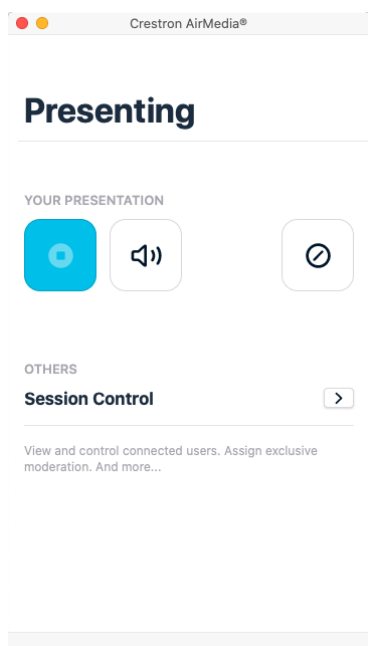 Crestron AirMedia®
Presenting
YOUR PRESENTATION
OTHERS
Session Control
View and control connected users. Assign exclusive
moderation. And more...